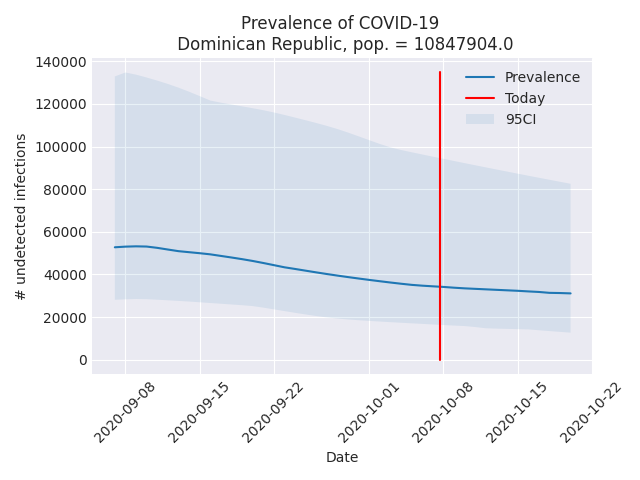 Prevalence of COVID-19
Dominican Republic, pop. = 10847904.0
140000
120000
100000
80000
60000
40000
20000
0
# undetected infections
Prevalence
Today
95CI
2020-09-08
2020-09-15
2020-09-22
2020-10-01
2020-10-08
2020-10-15
2020-10-22
Date